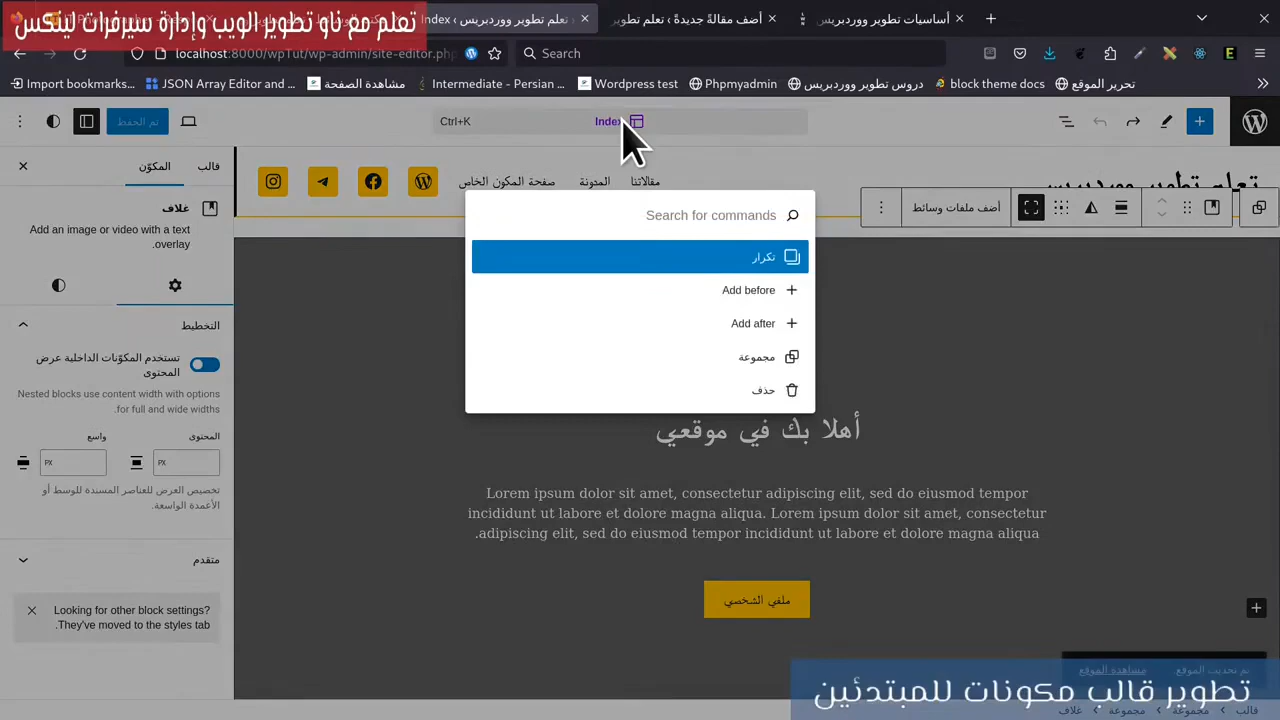 تعلم مع ناو تطوير الويب وإدارة سيرفرات لينكس
Index ‹ تعلم تطوير ووردبريس
أضف مقالةً جديدةً ‹ تعلم تطوير
أساسيات تطوير ووردبريس
localhost:8000/wpTut/wp-admin/site-editor.php
Search
Import bookmarks...
JSON Array Editor and ...
مشاهدة الصفحة
Intermediate - Persian ...
Wordpress test
Phpmyadmin
دروس تطوير ووردبريس
block theme docs
تحرير الموقع
تم الحفظ
Ctrl+K
Index
قالب
المكوّن
غلاف
Add an image or video with a text
overlay.
التخطيط
تستخدم المكوّنات الداخلية عرض
المحتوى
Nested blocks use content width with options
for full and wide widths.
المحتوى
واسع
PX
PX
تخصيص العرض للعناصر المسندة للوسط أو
الأعمدة الواسعة.
متقدم
Looking for other block settings?
They've moved to the styles tab.
تعلم تطوير ووردبريس
مقالاتنا
المدونة
صفحة المكون الخاص
أضف ملفات وسائط
Search for commands
تكرار
Add before
Add after
مجموعة
حذف
أهلا بك في موقعي
Lorem ipsum dolor sit amet, consectetur adipiscing elit, sed do eiusmod tempor
incididunt ut labore et dolore magna aliqua. Lorem ipsum dolor sit amet, consectetur
adipiscing elit, sed do eiusmod tempor incididunt ut labore et dolore magna aliqua.
ملفي الشخصي
تم تحديث الموقع
مشاهدة الموقع
تطوير قالب مكونات للمبتدئين
قالب
مجموعة
مجموعة
غلاف